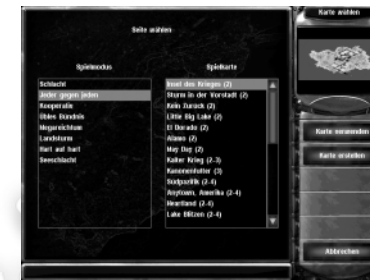 Karte wählen
Seite wählen
Spielmodus
Spielkarte
Schlacht
Jeder gegen jeden
Kooperativ
Übles Bündnis
Megareichtum
Landsturm
Hart auf hart
Seeschlacht
Insel des Krieges (2)
Sturm in der Vorstadt (2)
Kein Zurück (2)
Little Big Lake (2)
El Dorado (2)
Alamo (2)
May Day (2)
Kalter Krieg (2-3)
Kanonenfutter (3)
Südpazifik (2-4)
Anytown, Amerika (2-4)
Heartland (2-4)
Lake Blitzen (2-4)
Karte verwenden
Karte erstellen
Abbrechen